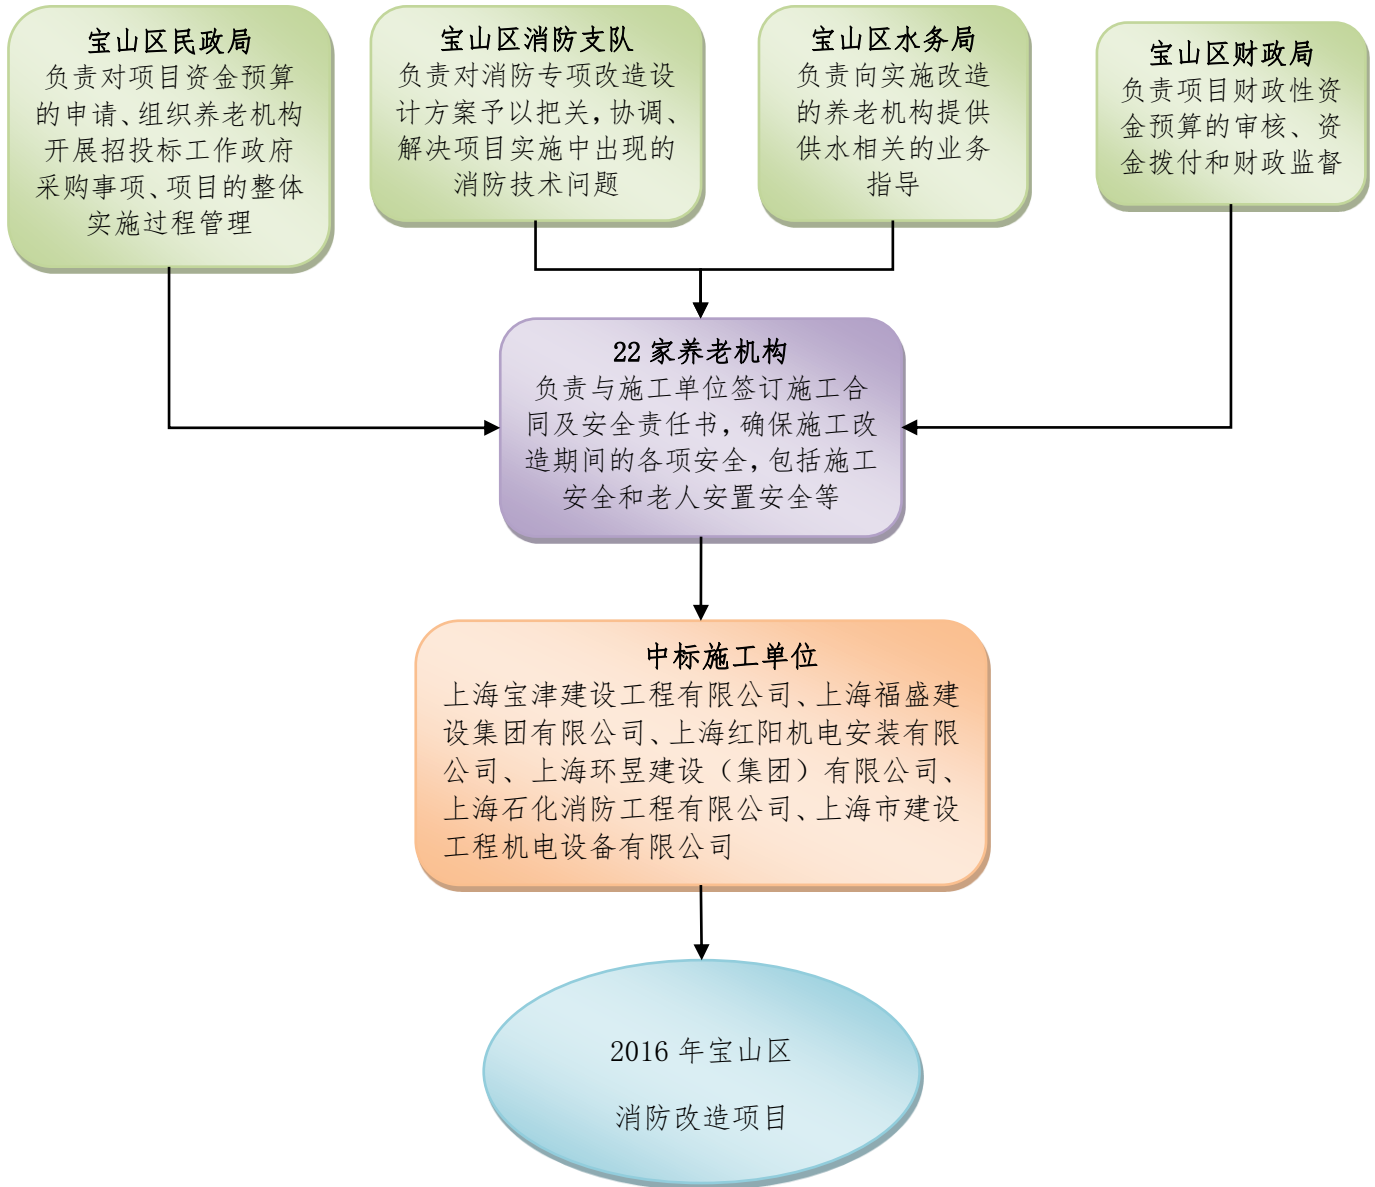 宝山区民政局
负责对项目资金预算
的申请、组织养老机构
开展招投标工作政府
采购事项、项目的整体
实施过程管理
宝山区消防支队
负责对消防专项改造设
计方案予以把关，协调、
解决项目实施中出现的
消防技术问题
宝山区水务局
负责向实施改造
的养老机构提供
供水相关的业务
指导
宝山区财政局
负责项目财政性资
金预算的审核、资
金拨付和财政监督
22 家养老机构
负责与施工单位签订施工合
同及安全责任书，确保施工改
造期间的各项安全，包括施工
安全和老人安置安全等
中标施工单位
上海宝津建设工程有限公司、上海福盛建
设集团有限公司、上海红阳机电安装有限
公司、上海环昱建设（集团）有限公司、
上海石化消防工程有限公司、上海市建设
工程机电设备有限公司
2016 年宝山区
消防改造项目